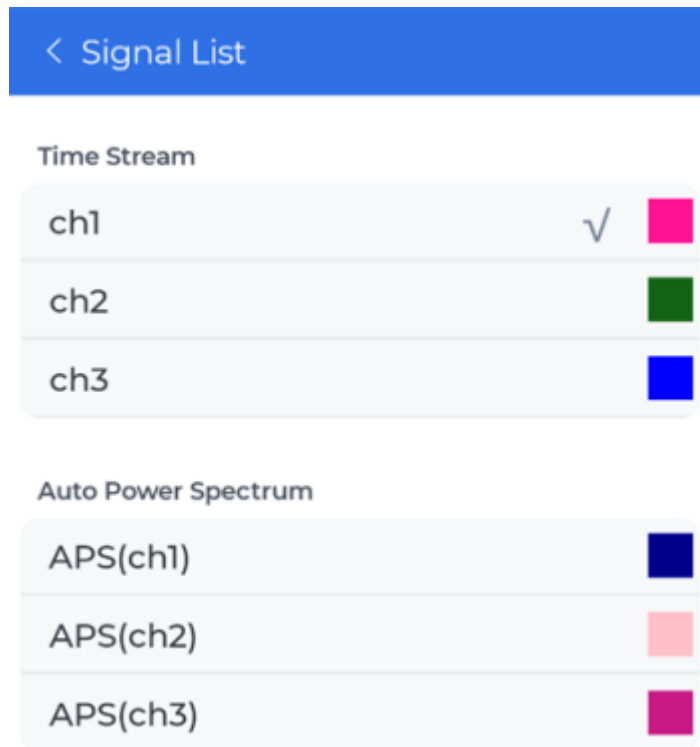 < Signal List
Time Stream
ch1 √
ch2
ch3
Auto Power Spectrum
APS(ch1)
APS(ch2)
APS(ch3)